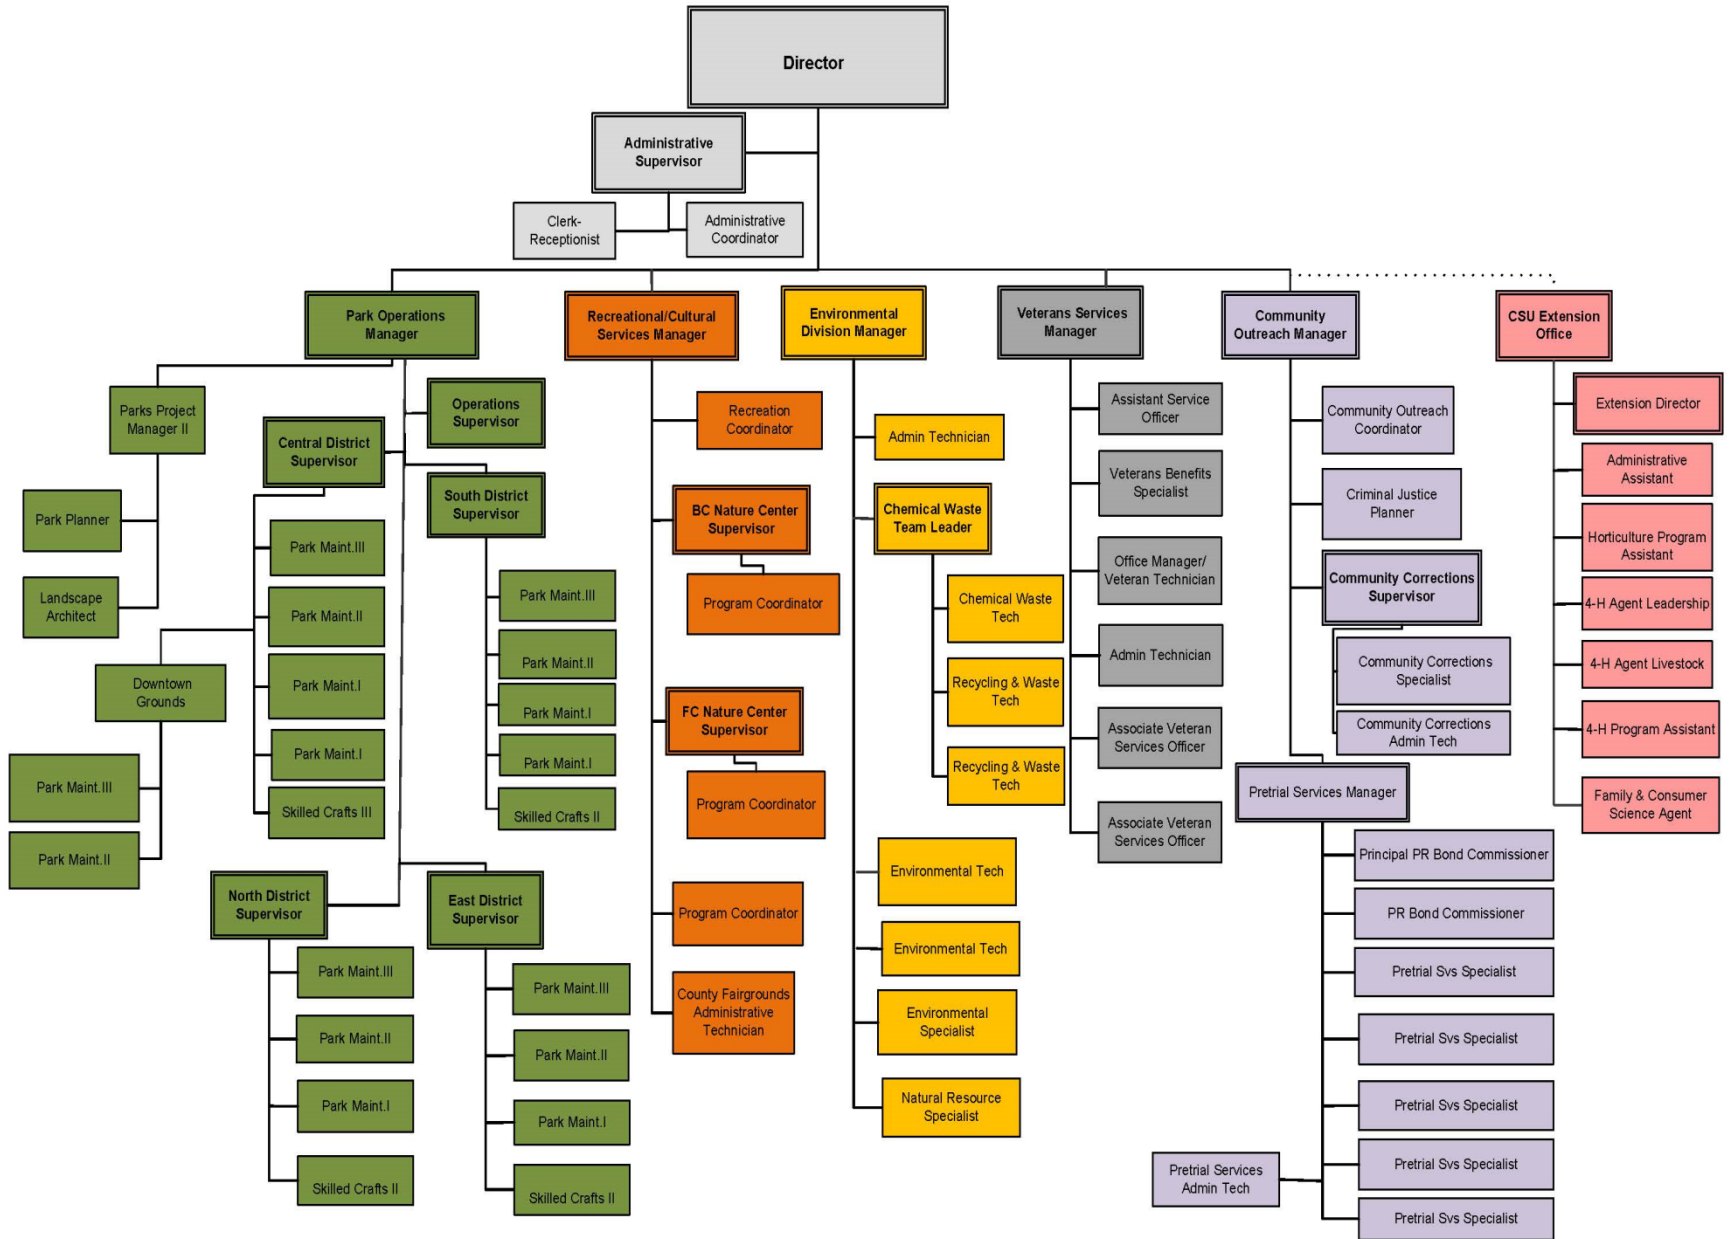 Director
Administrative
Supervisor
Clerk-
Receptionist
Administrative
Coordinator
Park Operations
Manager
Recreational/Cultural
Services Manager
Environmental
Division Manager
Veterans Services
Manager
Community
Outreach Manager
CSU Extension
Office
Parks Project
Manager II
Park Planner
Landscape
Architect
Operations
Supervisor
Central District
Supervisor
Park Maint.III
Park Maint.II
Park Maint.I
Park Maint.I
Skilled Crafts III
Downtown
Grounds
Park Maint.III
Park Maint.II
South District
Supervisor
Park Maint.III
Park Maint.II
Park Maint.I
Park Maint.I
Skilled Crafts II
North District
Supervisor
Park Maint.III
Park Maint.II
Park Maint.I
Skilled Crafts II
East District
Supervisor
Park Maint.III
Park Maint.II
Park Maint.I
Skilled Crafts II
Recreation
Coordinator
BC Nature Center
Supervisor
Program Coordinator
FC Nature Center
Supervisor
Program Coordinator
Program Coordinator
County Fairgrounds
Administrative
Technician
Admin Technician
Chemical Waste
Team Leader
Chemical Waste
Tech
Recycling & Waste
Tech
Recycling & Waste
Tech
Environmental Tech
Environmental Tech
Environmental
Specialist
Natural Resource
Specialist
Assistant Service
Officer
Veterans Benefits
Specialist
Office Manager/
Veteran Technician
Admin Technician
Associate Veteran
Services Officer
Associate Veteran
Services Officer
Community Outreach
Coordinator
Criminal Justice
Planner
Community Corrections
Supervisor
Community Corrections
Specialist
Community Corrections
Admin Tech
Pretrial Services Manager
Principal PR Bond Commissioner
PR Bond Commissioner
Pretrial Svs Specialist
Pretrial Svs Specialist
Pretrial Svs Specialist
Pretrial Svs Specialist
Pretrial Svs Specialist
Pretrial Services
Admin Tech
Extension Director
Administrative
Assistant
Horticulture Program
Assistant
4-H Agent Leadership
4-H Agent Livestock
4-H Program Assistant
Family & Consumer
Science Agent